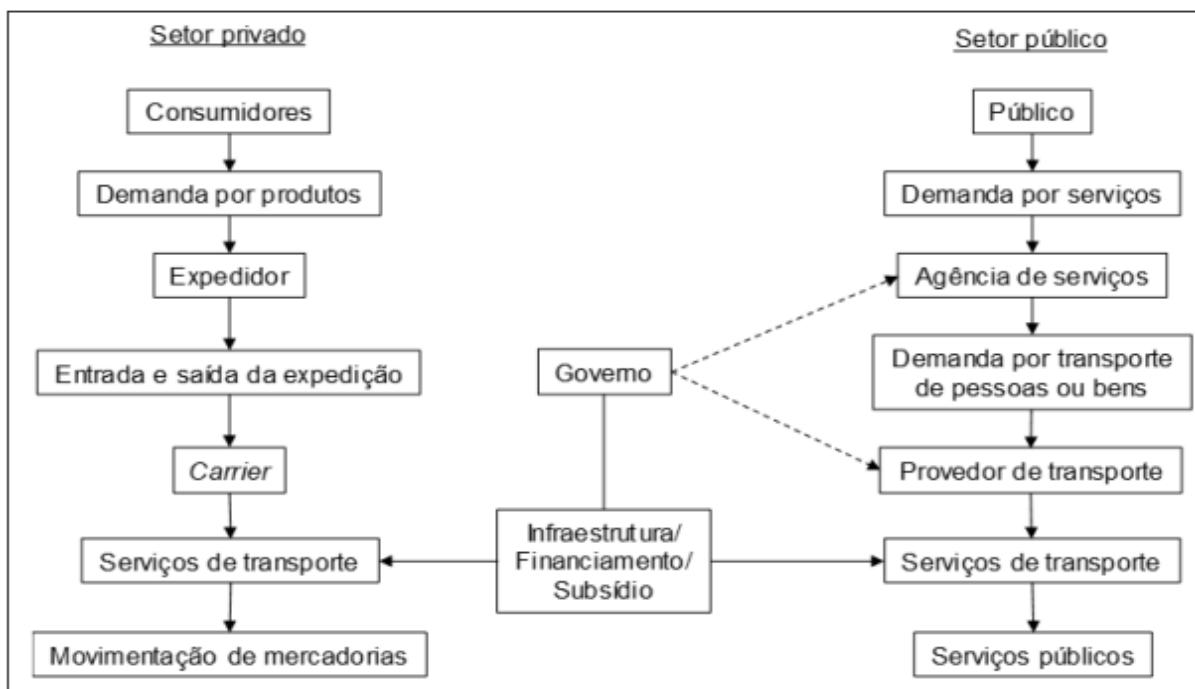 Setor privado
Consumidores
Demanda por produtos
Expedidor
Entrada e saída da expedição
Carrier
Serviços de transporte
Movimentação de mercadorias
Governo
Infraestrutura/
Financiamento/
Subsídio
Setor público
Público
Demanda por serviços
Agência de serviços
Demanda por transporte
de pessoas ou bens
Provedor de transporte
Serviços de transporte
Serviços públicos